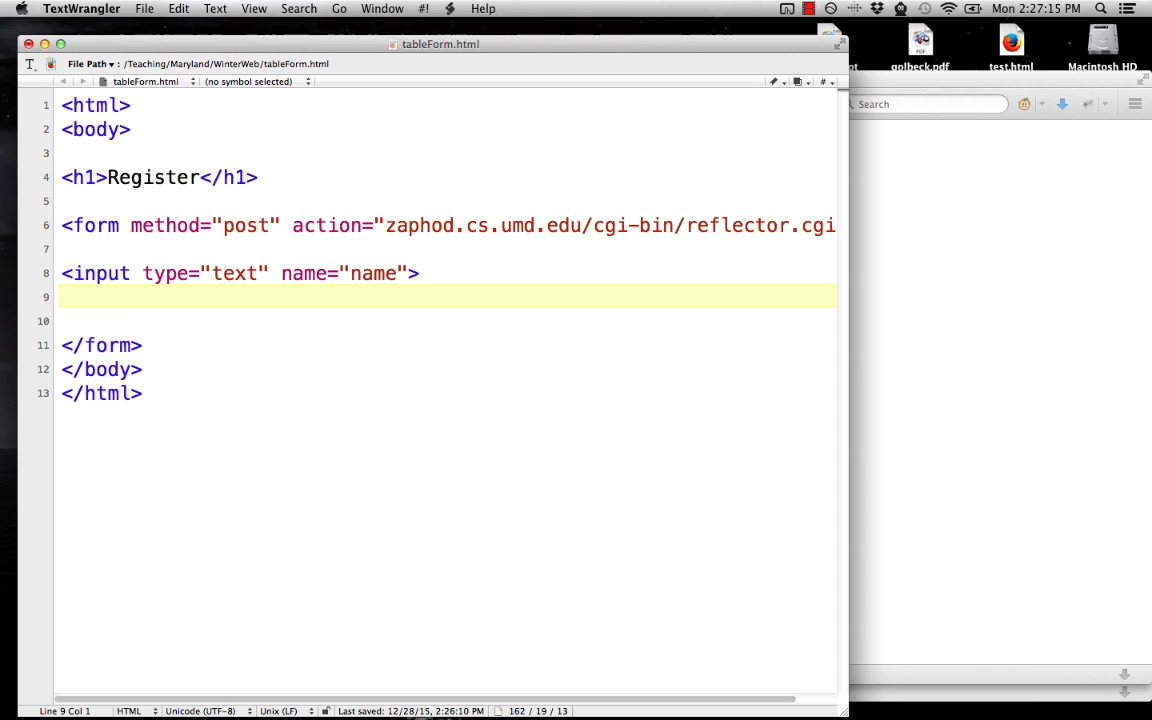 TextWrangler File Edit Text View Search Go Window #! Help Mon 2:27:15 PM
tableForm.html
golbeck.pdf test.html Macintosh HD
File Path ▾ : /Teaching/Maryland/WinterWeb/tableForm.html
tableForm.html (no symbol selected) #
Search
1 <html>
2 <body>
3
4 <h1>Register</h1>
5
6 <form method="post" action="zaphod.cs.umd.edu/cgi-bin/reflector.cgi
7
8 <input type="text" name="name">
9
10
11 </form>
12 </body>
13 </html>
Line 9 Col 1 HTML Unicode (UTF-8) Unix (LF) Last saved: 12/28/15, 2:26:10 PM 162 / 19 / 13